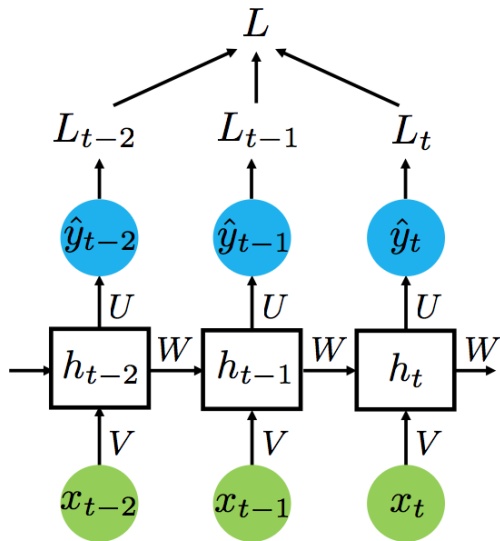 L
L_{t-2} L_{t-1} L_t
ŷ_{t-2} ŷ_{t-1} ŷ_t
U U U
h_{t-2} W h_{t-1} W h_t W
V V V
x_{t-2} x_{t-1} x_t